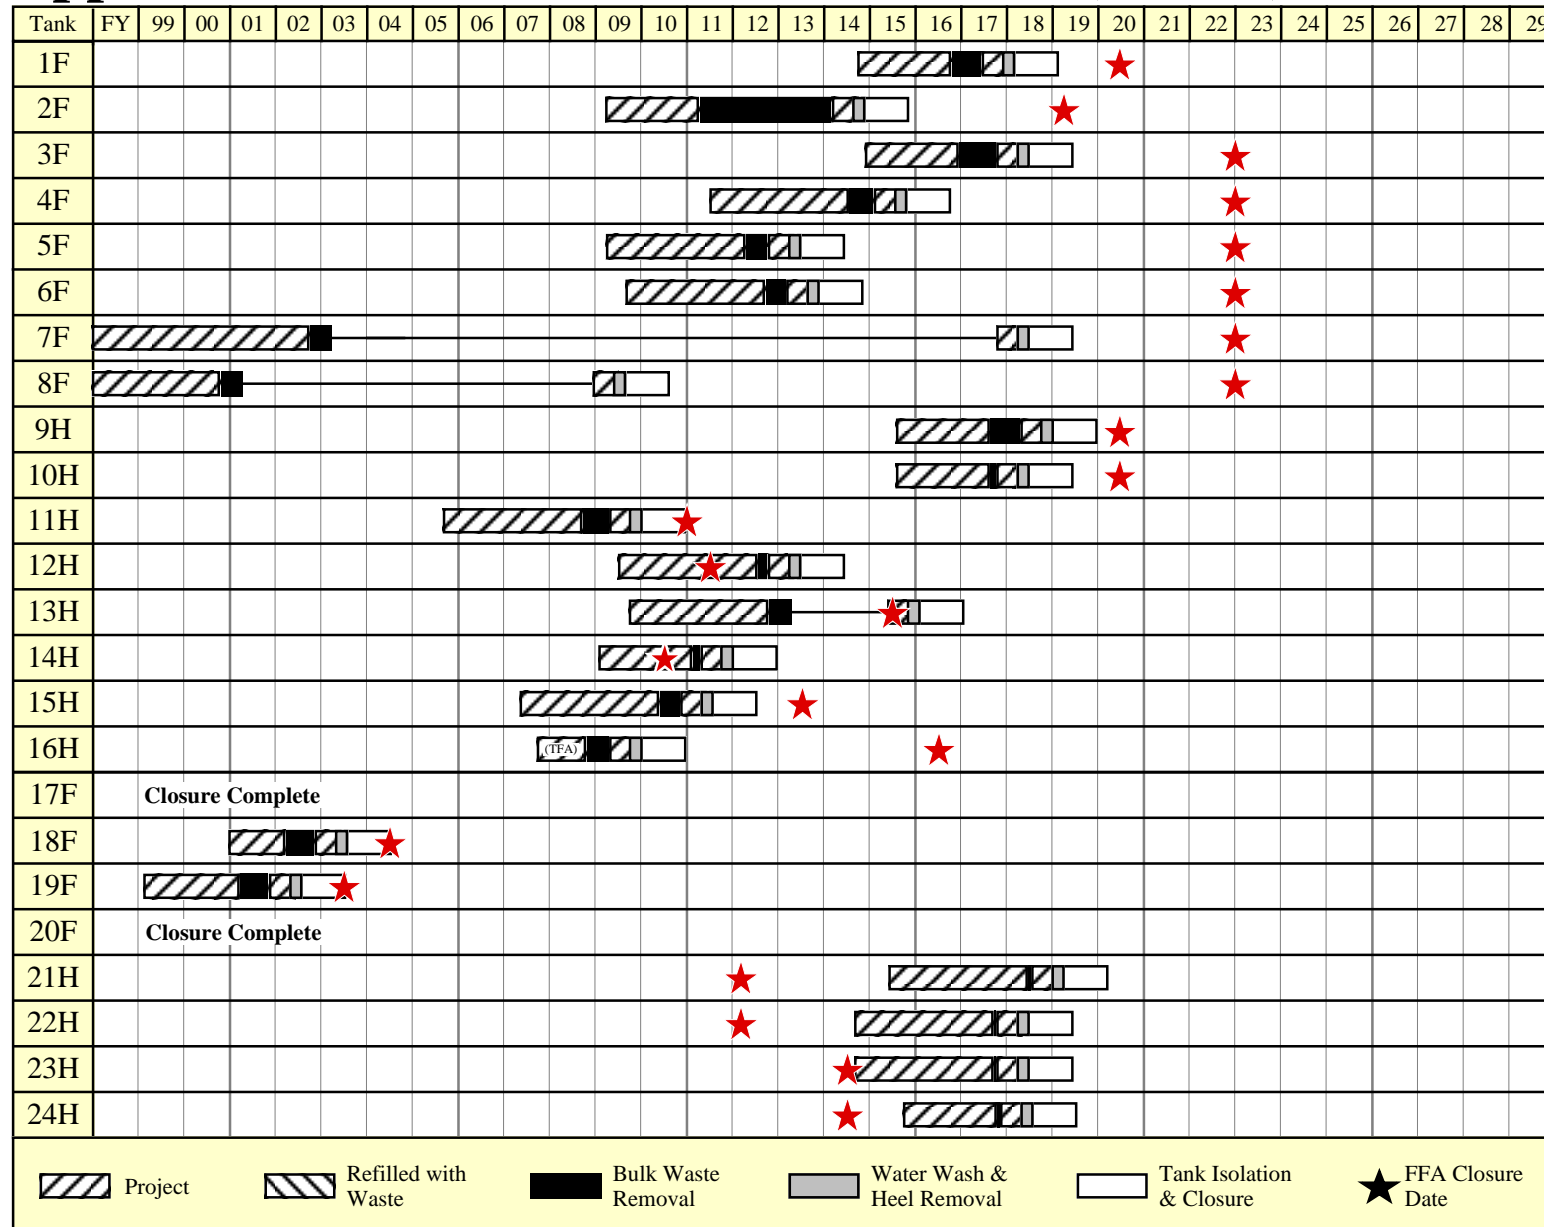 Tank FY 99 00 01 02 03 04 05 06 07 08 09 10 11 12 13 14 15 16 17 18 19 20 21 22 23 24 25 26 27 28 29
1F
2F
3F
4F
5F
6F
7F
8F
9H
10H
11H
12H
13H
14H
15H
16H (TFA)
17F Closure Complete
18F
19F
20F Closure Complete
21H
22H
23H
24H
Project
Refilled with
Waste
Bulk Waste
Removal
Water Wash &
Heel Removal
Tank Isolation
& Closure
FFA Closure
Date